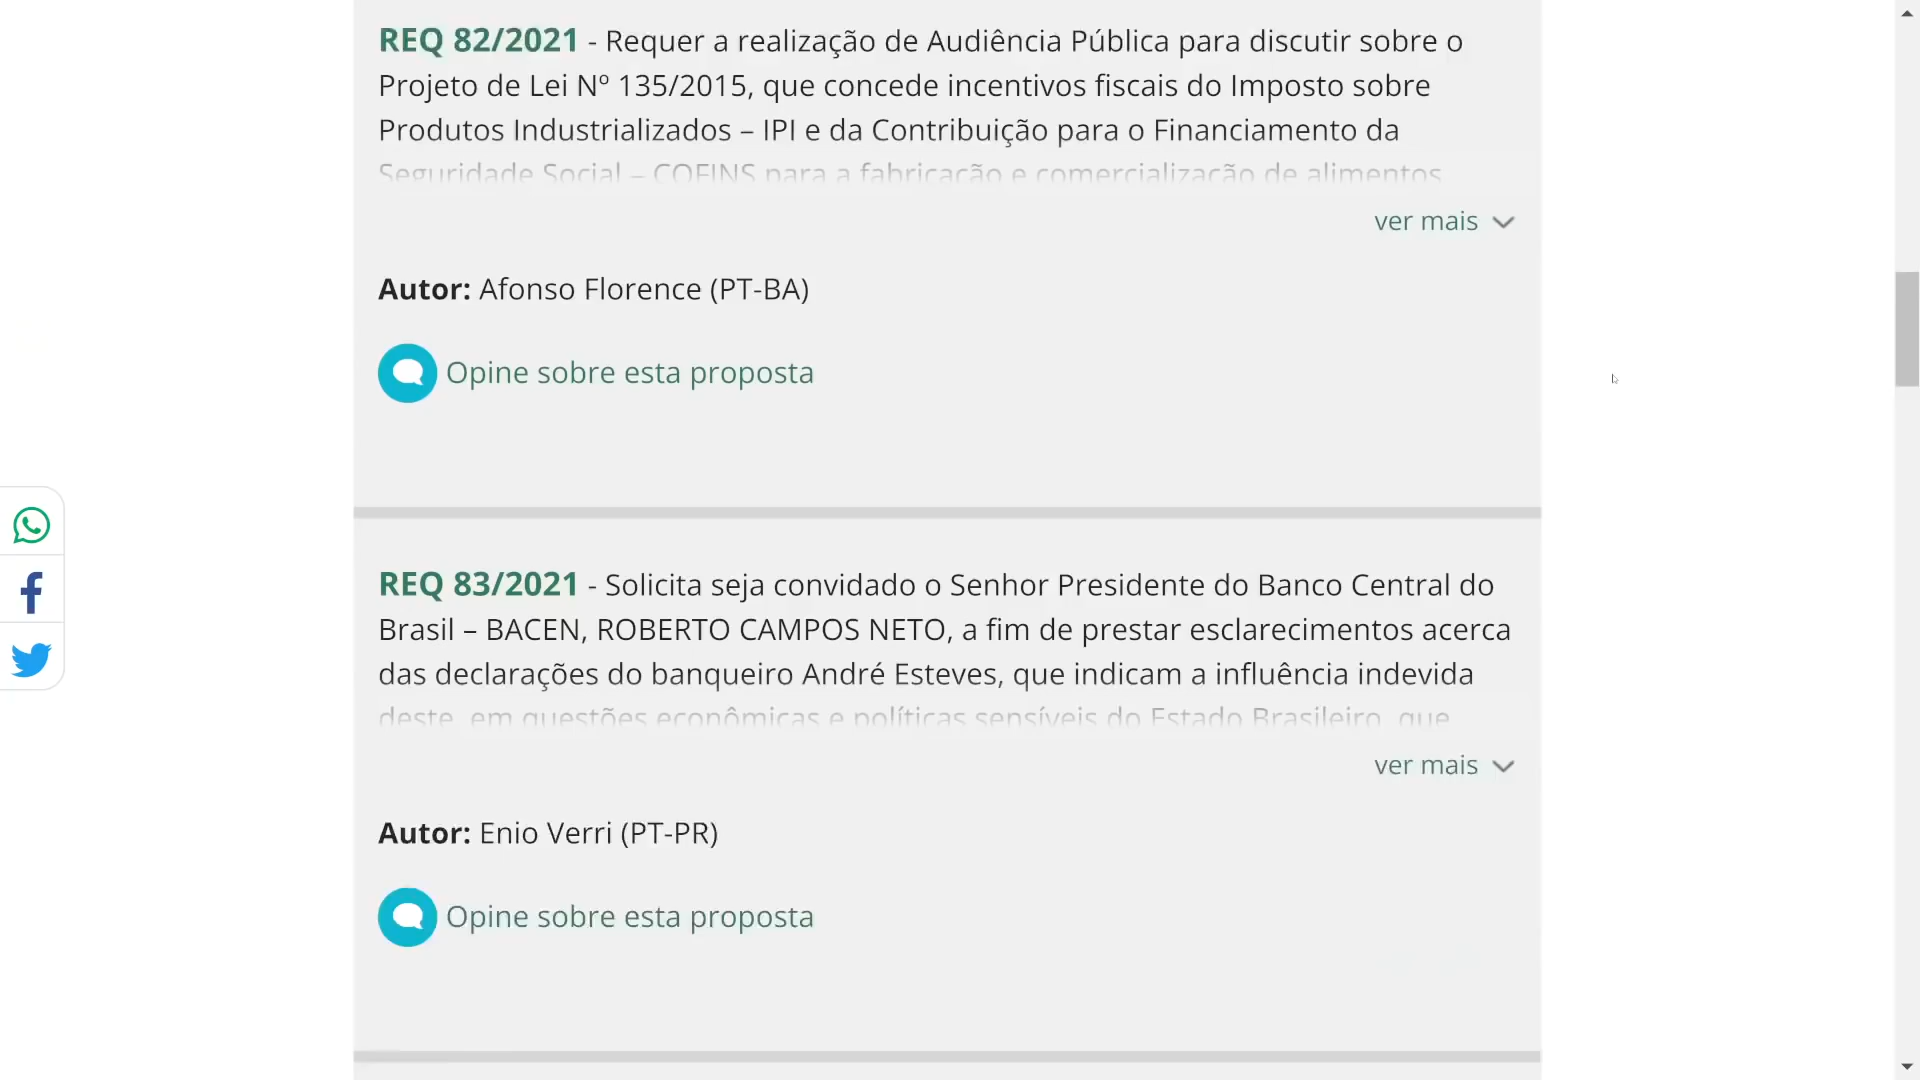 REQ 82/2021 - Requer a realização de Audiência Pública para discutir sobre o
Projeto de Lei Nº 135/2015, que concede incentivos fiscais do Imposto sobre
Produtos Industrializados – IPI e da Contribuição para o Financiamento da
Seguridade Social – COFINS para a fabricação e comercialização de alimentos
ver mais
Autor: Afonso Florence (PT-BA)
Opine sobre esta proposta
REQ 83/2021 - Solicita seja convidado o Senhor Presidente do Banco Central do
Brasil – BACEN, ROBERTO CAMPOS NETO, a fim de prestar esclarecimentos acerca
das declarações do banqueiro André Esteves, que indicam a influência indevida
deste, em questões econômicas e políticas sensíveis do Estado Brasileiro, que
ver mais
Autor: Enio Verri (PT-PR)
Opine sobre esta proposta